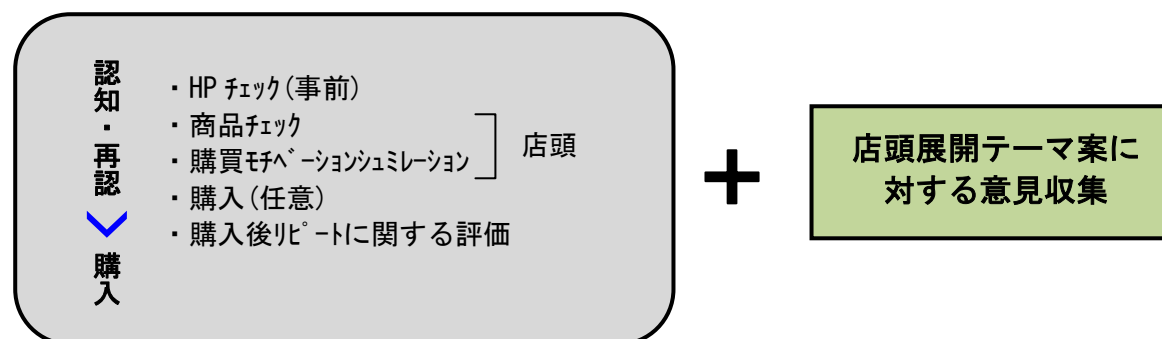 認知・再認
購入
・HPﾁｪｯｸ(事前)
・商品ﾁｪｯｸ
・購買ﾓﾁﾍﾞｰｼｮﾝｼｭﾐﾚｰｼｮﾝ
店頭
・購入(任意)
・購入後ﾘﾋﾟｰﾄに関する評価
+
店頭展開テーマ案に
対する意見収集